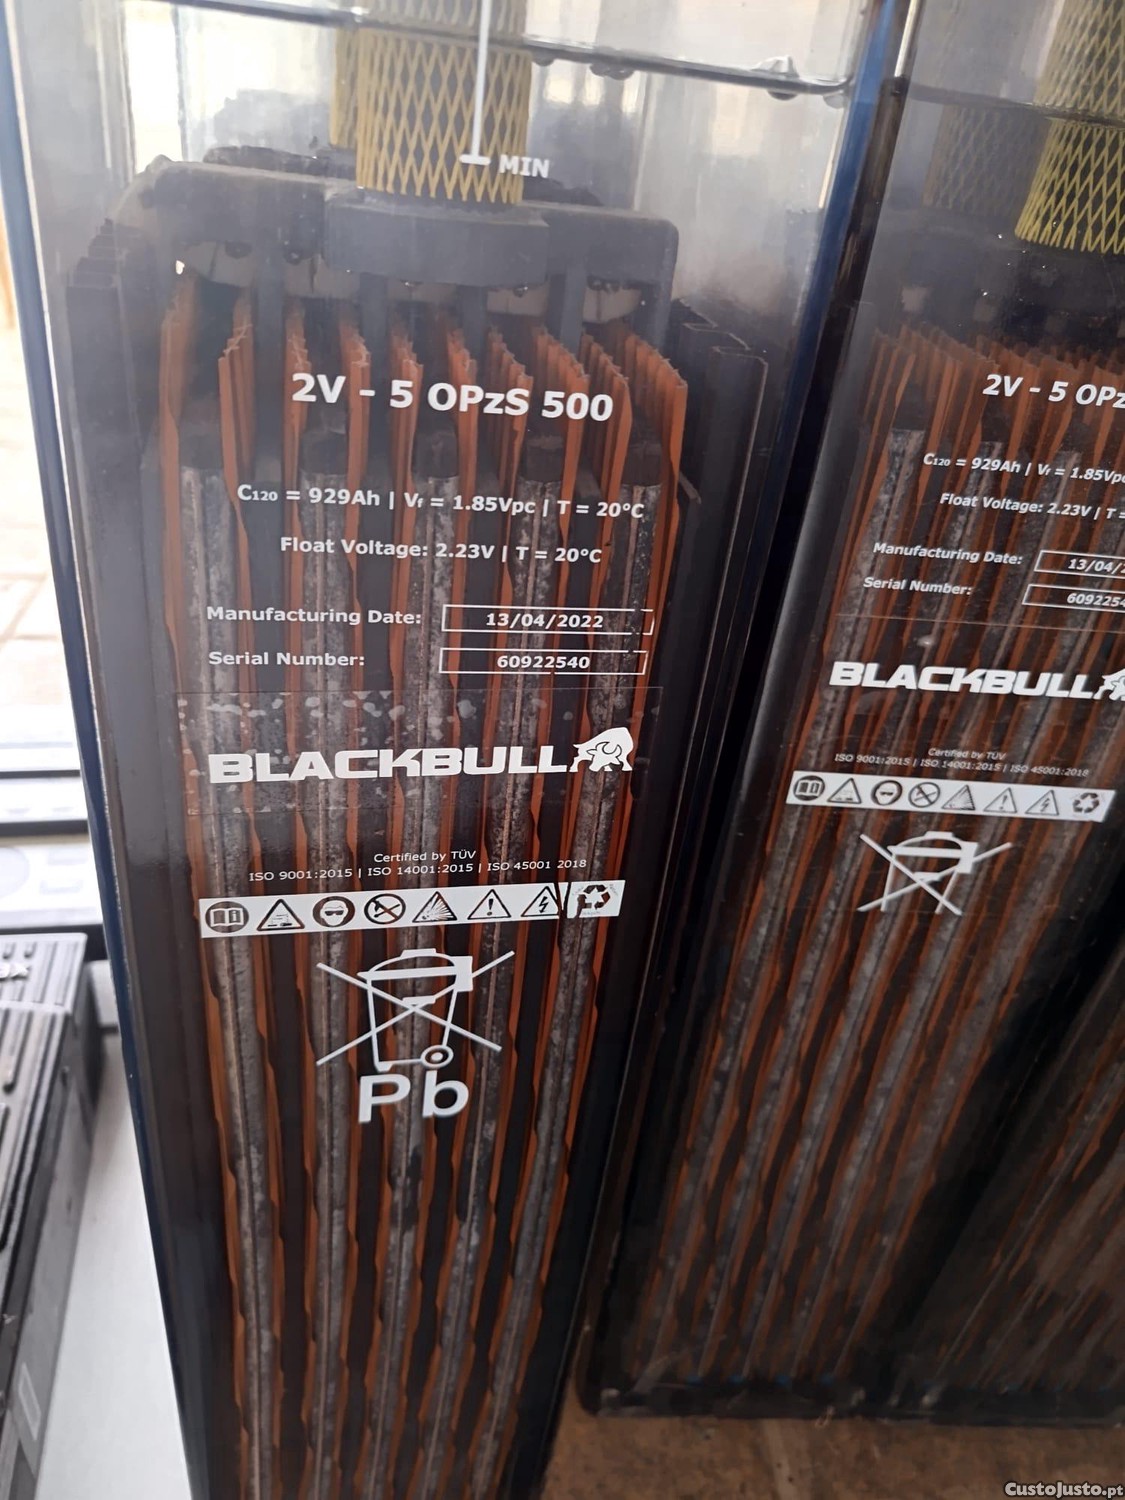 MIN
2V - 5 OPzS 500
C₁₂₀ = 929Ah | Vf = 1.85Vpc | T = 20°C
Float Voltage: 2.23V | T = 20°C
Manufacturing Date: 13/04/2022
Serial Number: 60922540
BLACKBULL
Certified by TÜV
ISO 9001:2015 | ISO 14001:2015 | ISO 45001 2018
Pb
2V - 5 OPz
C₁₂₀ = 929Ah | Vf = 1.85Vpc
Float Voltage: 2.23V | T =
Manufacturing Date: 13/04/
Serial Number: 6092254
BLACKBULL
Certified by TÜV
ISO 9001:2015 | ISO 14001:2015 | ISO 45001:2018
CustoJusto.pt